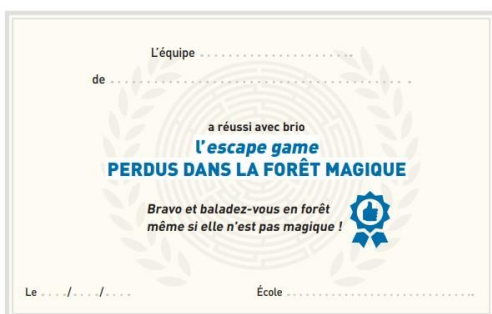 L'équipe ........................
de ................................................
a réussi avec brio
l'escape game
PERDUS DANS LA FORÊT MAGIQUE
Bravo et baladez-vous en forêt
même si elle n'est pas magique !
Le ..../..../.... École ..............................